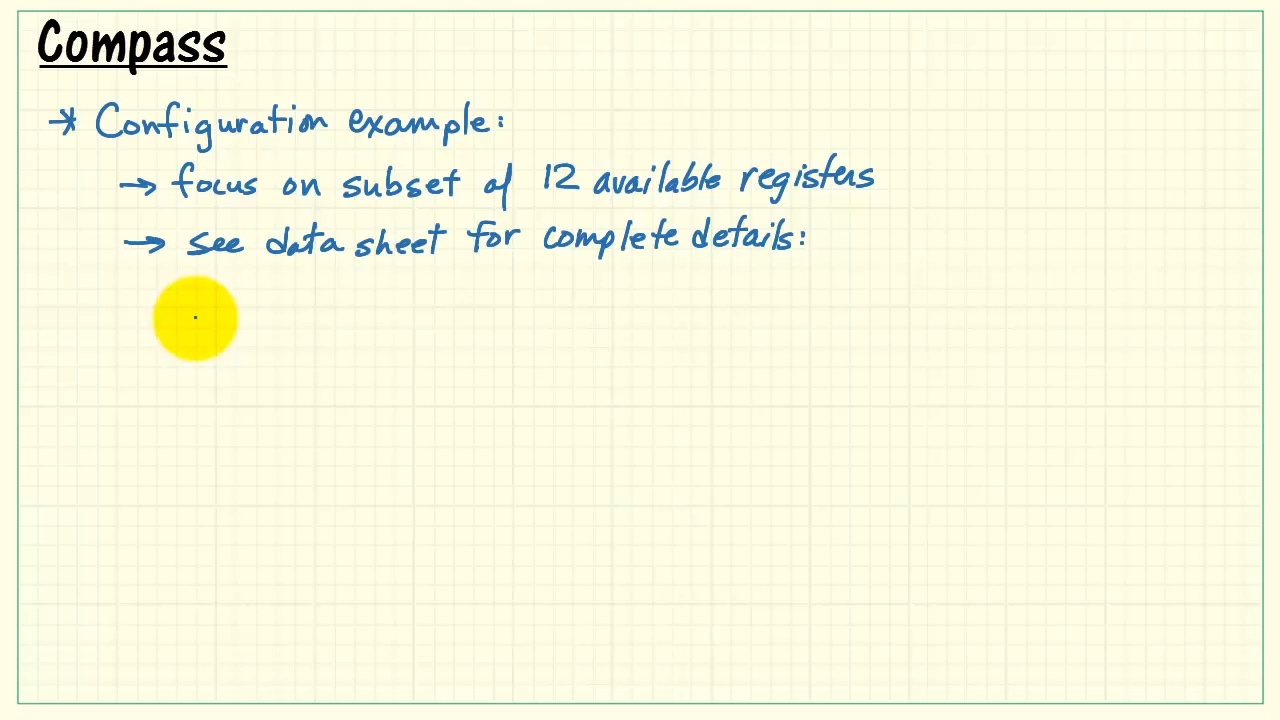 Compass
→* Configuration example:
→ focus on subset of 12 available registers
→ see data sheet for complete details: